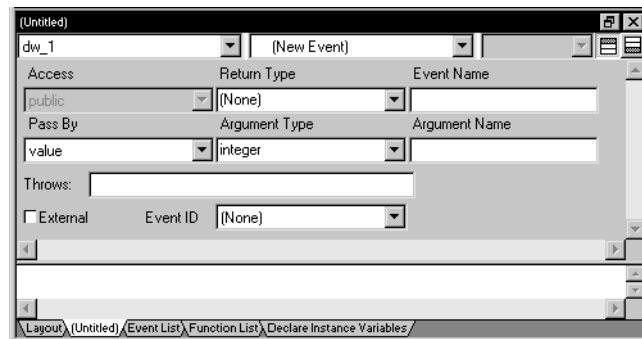 (Untitled)
dw_1 (New Event)
Access Return Type Event Name
public (None)
Pass By Argument Type Argument Name
value integer
Throws:
External Event ID (None)
Layout (Untitled) Event List Function List Declare Instance Variables